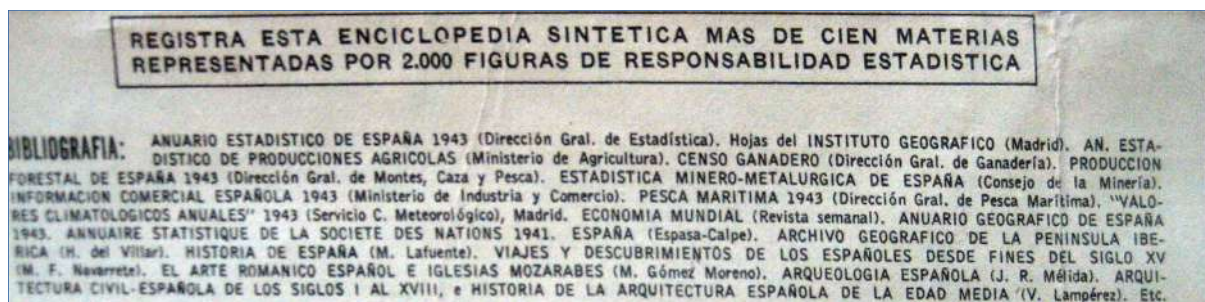 REGISTRA ESTA ENCICLOPEDIA SINTETICA MAS DE CIEN MATERIAS
REPRESENTADAS POR 2.000 FIGURAS DE RESPONSABILIDAD ESTADISTICA
BIBLIOGRAFIA: ANUARIO ESTADISTICO DE ESPAÑA 1943 (Dirección Gral. de Estadística). Hojas del INSTITUTO GEOGRAFICO (Madrid). AN. ESTA-
DISTICO DE PRODUCCIONES AGRICOLAS (Ministerio de Agricultura). CENSO GANADERO (Dirección Gral. de Ganadería). PRODUCCION
FORESTAL DE ESPAÑA 1943 (Dirección Gral. de Montes, Caza y Pesca). ESTADISTICA MINERO-METALURGICA DE ESPAÑA (Consejo de la Minería).
INFORMACION COMERCIAL ESPAÑOLA 1943 (Ministerio de Industria y Comercio). PESCA MARITIMA 1943 (Dirección Gral. de Pesca Marítima). "VALO-
RES CLIMATOLOGICOS ANUALES" 1943 (Servicio C. Meteorológico), Madrid. ECONOMIA MUNDIAL (Revista semanal). ANUARIO GEOGRAFICO DE ESPAÑA
1943. ANNUAIRE STATISTIQUE DE LA SOCIETE DES NATIONS 1941. ESPAÑA (Espasa-Calpe). ARCHIVO GEOGRAFICO DE LA PENINSULA IBE-
RICA (H. del Villar). HISTORIA DE ESPAÑA (M. Lafuente). VIAJES Y DESCUBRIMIENTOS DE LOS ESPAÑOLES DESDE FINES DEL SIGLO XV
(M. F. Navarrete). EL ARTE ROMANICO ESPAÑOL E IGLESIAS MOZARABES (M. Gómez Moreno). ARQUEOLOGIA ESPAÑOLA (J. R. Mélida). ARQUI-
TECTURA CIVIL-ESPAÑOLA DE LOS SIGLOS I AL XVIII, e HISTORIA DE LA ARQUITECTURA ESPAÑOLA DE LA EDAD MEDIA (V. Lampérez). Etc.